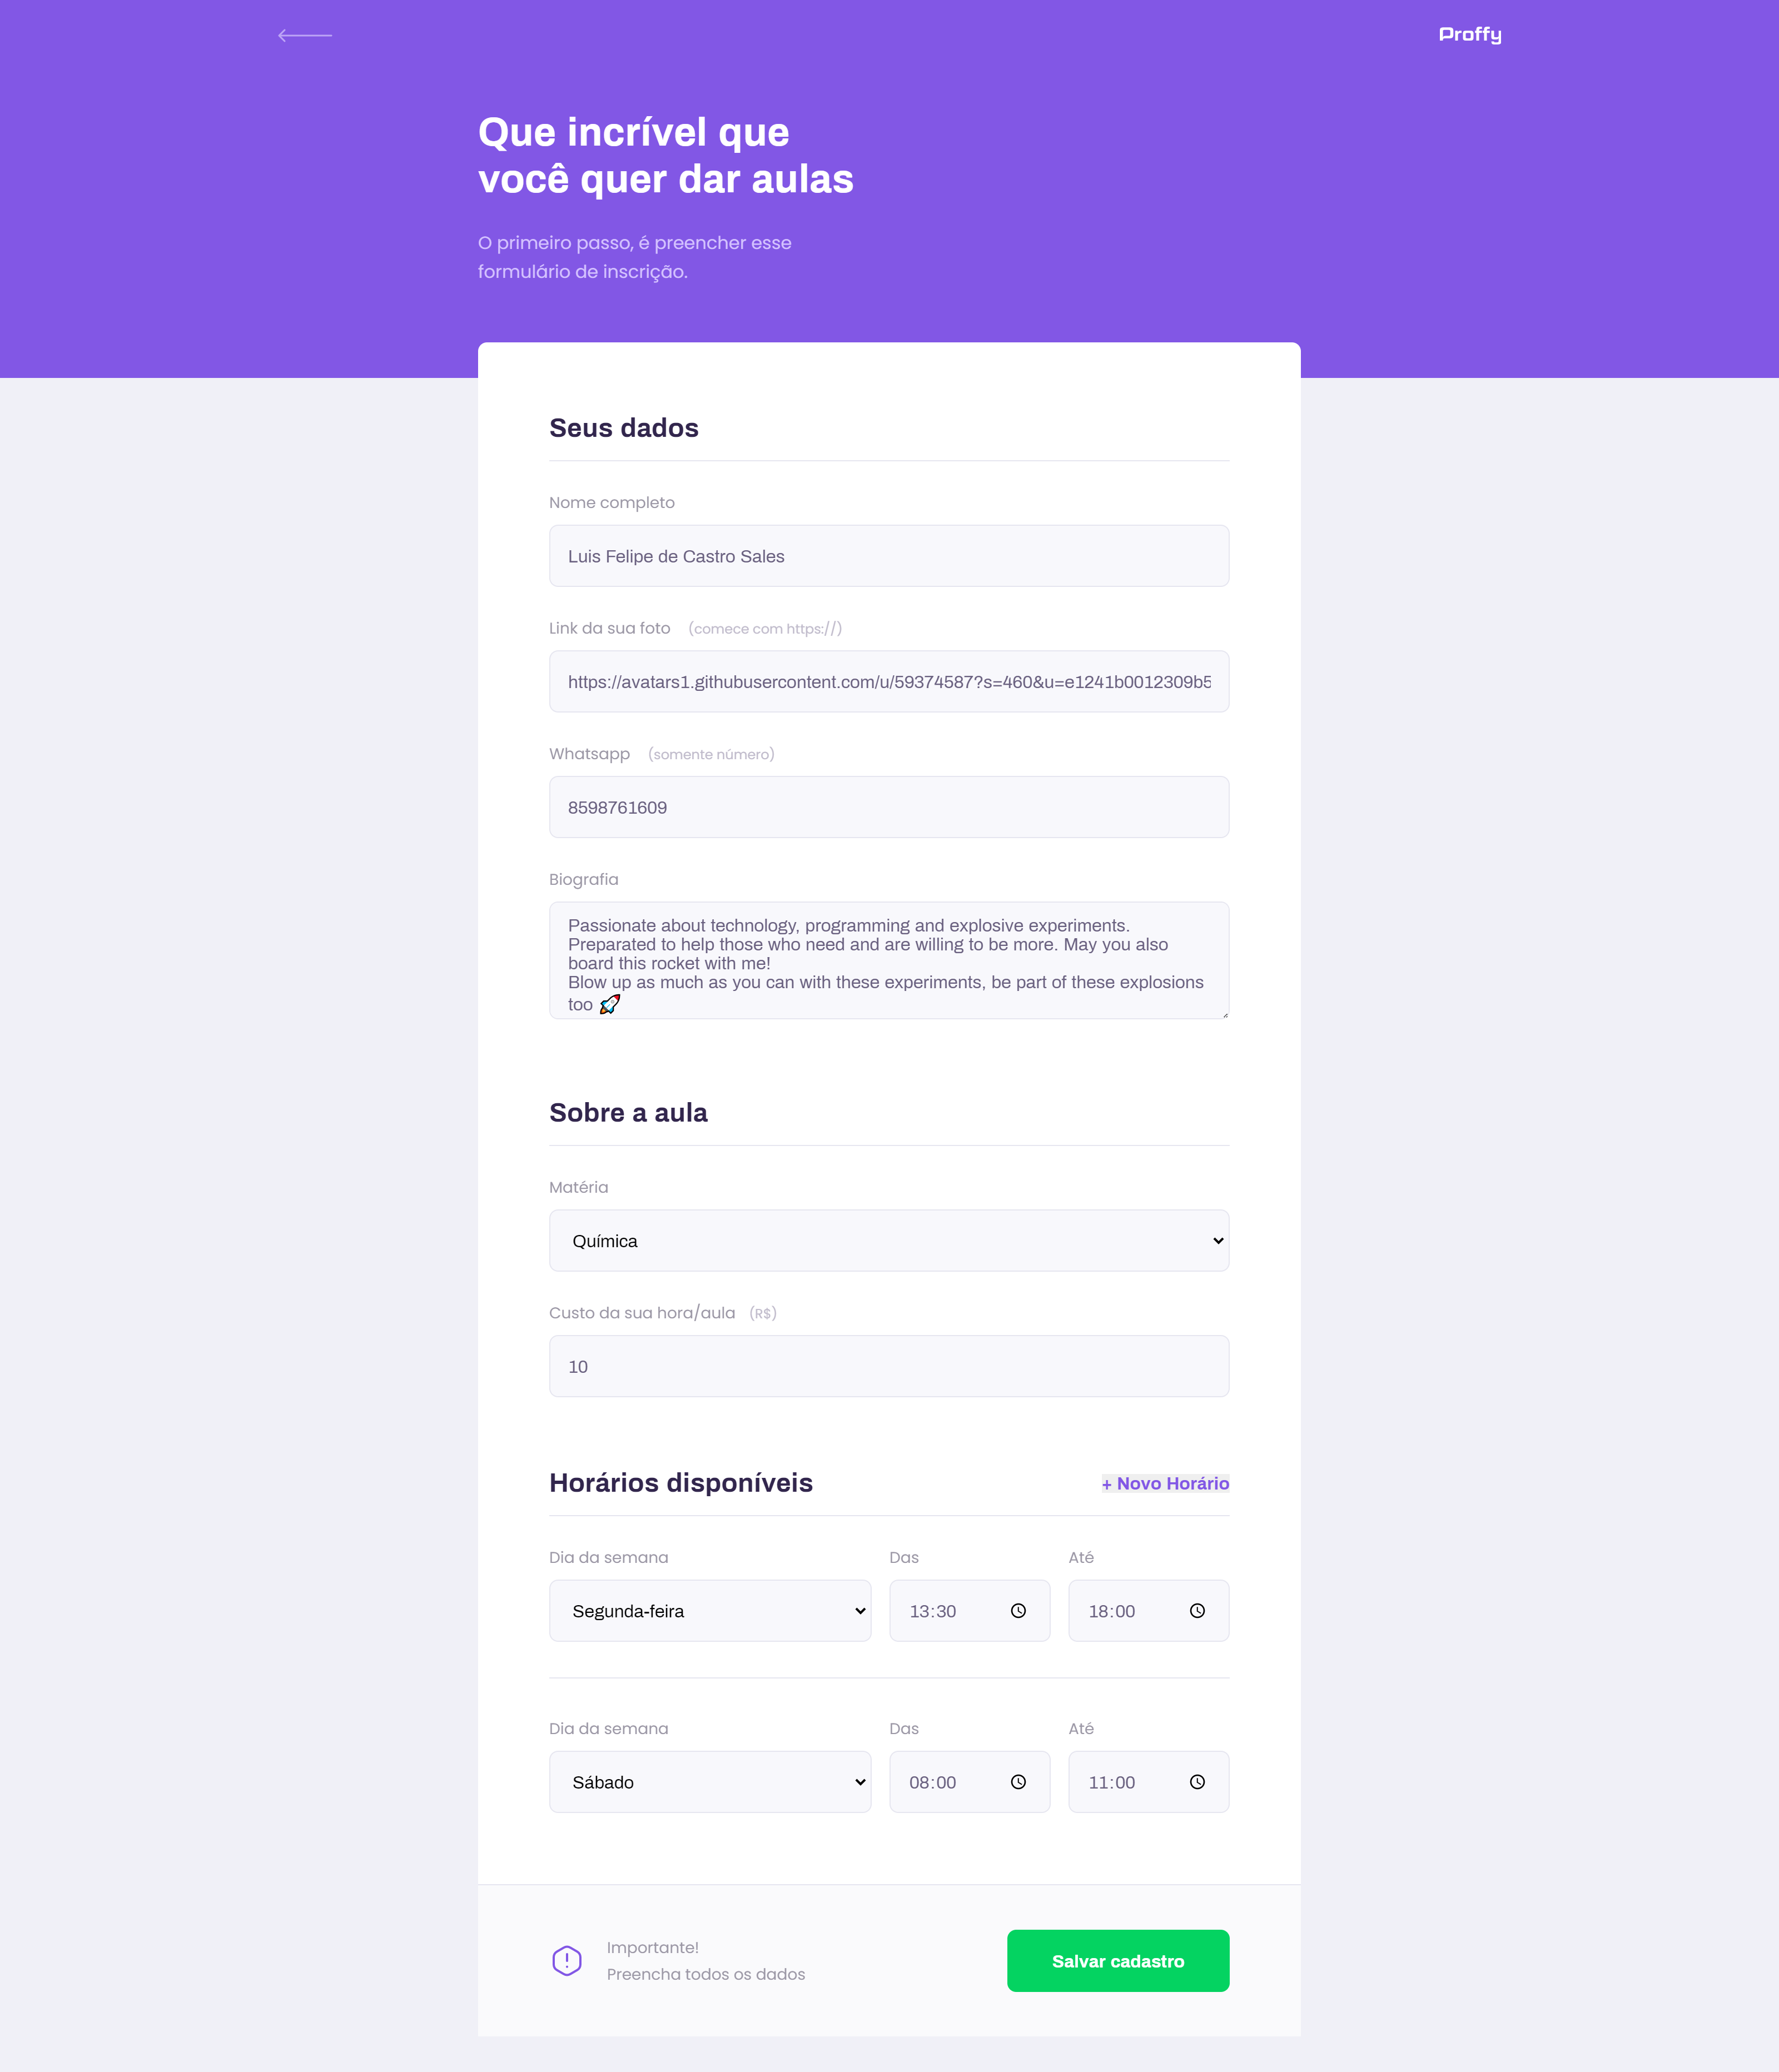 Proffy
Que incrível que
você quer dar aulas
O primeiro passo, é preencher esse
formulário de inscrição.
Seus dados
Nome completo
Luis Felipe de Castro Sales
Link da sua foto (comece com https://)
https://avatars1.githubusercontent.com/u/59374587?s=460&u=e1241b0012309b5
Whatsapp (somente número)
8598761609
Biografia
Passionate about technology, programming and explosive experiments.
Preparated to help those who need and are willing to be more. May you also
board this rocket with me!
Blow up as much as you can with these experiments, be part of these explosions
too 🚀
Sobre a aula
Matéria
Química
Custo da sua hora/aula (R$)
10
Horários disponíveis + Novo Horário
Dia da semana Das Até
Segunda-feira 13:30 18:00
Dia da semana Das Até
Sábado 08:00 11:00
Importante!
Preencha todos os dados
Salvar cadastro